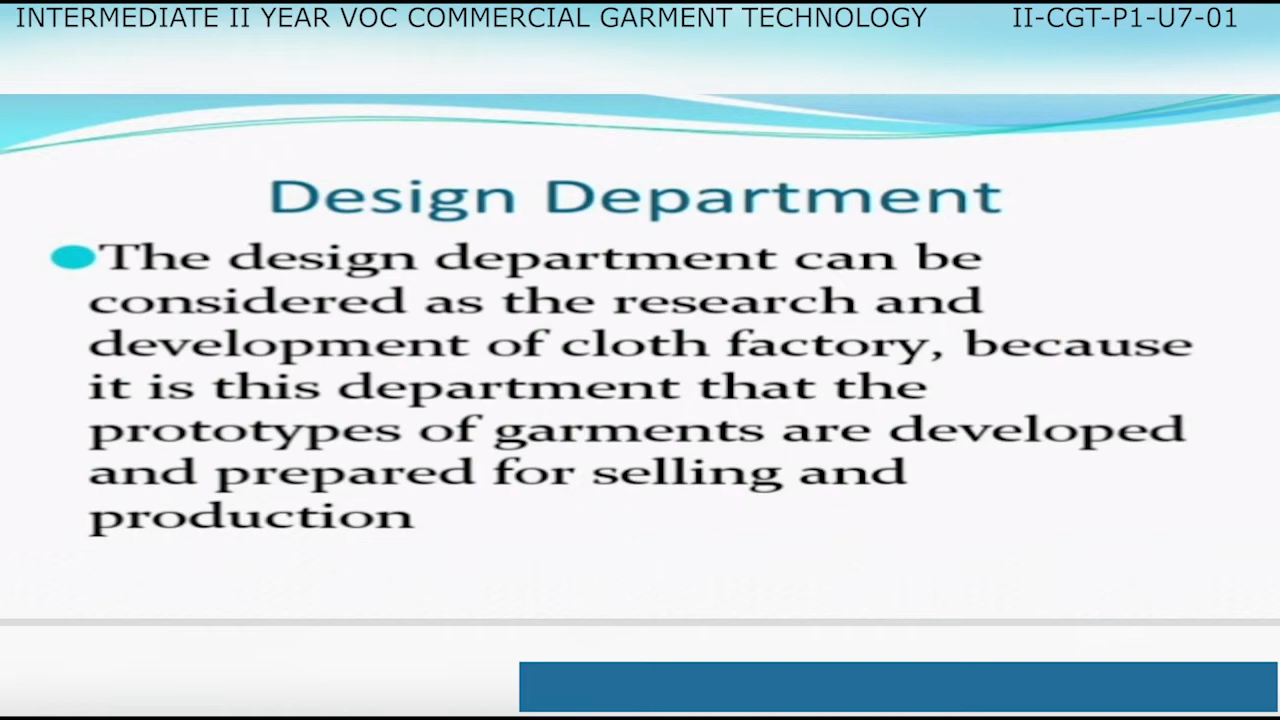 INTERMEDIATE II YEAR VOC COMMERCIAL GARMENT TECHNOLOGY II-CGT-P1-U7-01
Design Department
The design department can be
considered as the research and
development of cloth factory, because
it is this department that the
prototypes of garments are developed
and prepared for selling and
production